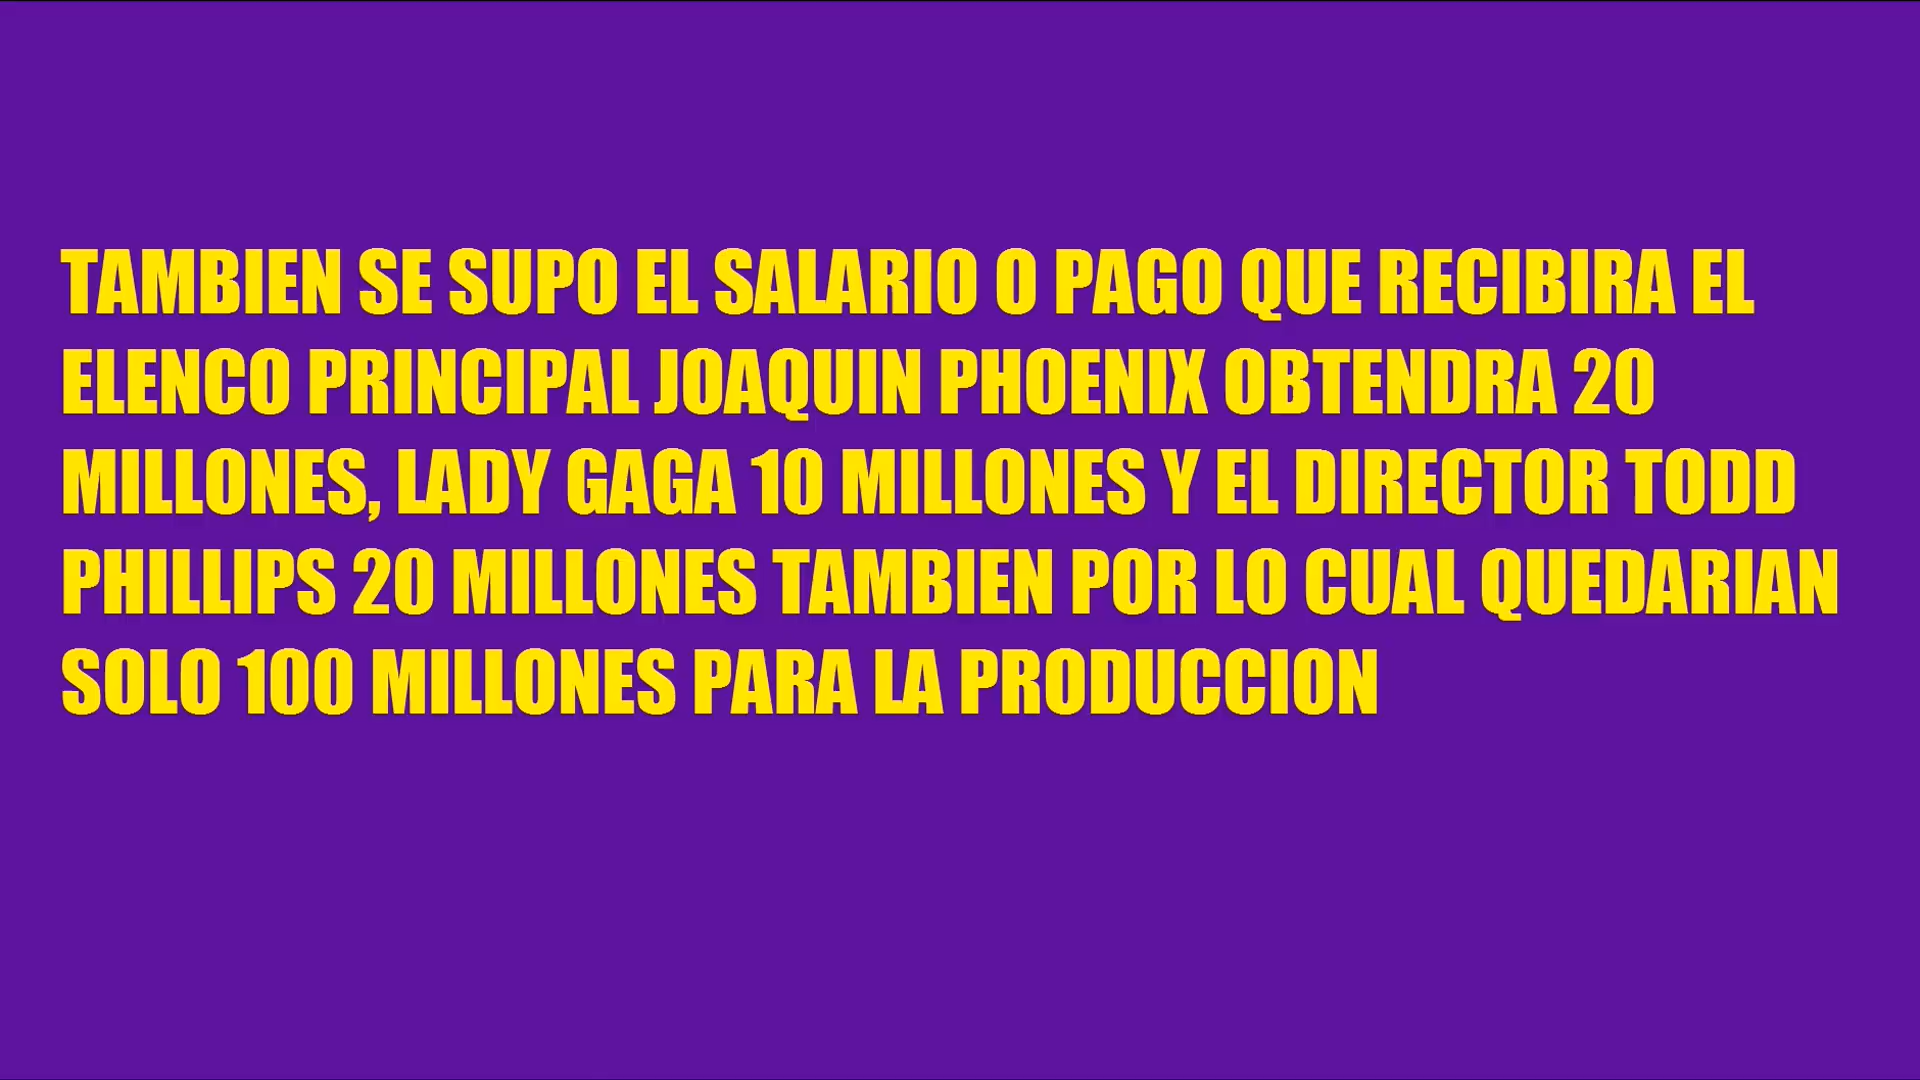 TAMBIEN SE SUPO EL SALARIO O PAGO QUE RECIBIRA EL
ELENCO PRINCIPAL JOAQUIN PHOENIX OBTENDRA 20
MILLONES, LADY GAGA 10 MILLONES Y EL DIRECTOR TODD
PHILLIPS 20 MILLONES TAMBIEN POR LO CUAL QUEDARIAN
SOLO 100 MILLONES PARA LA PRODUCCION